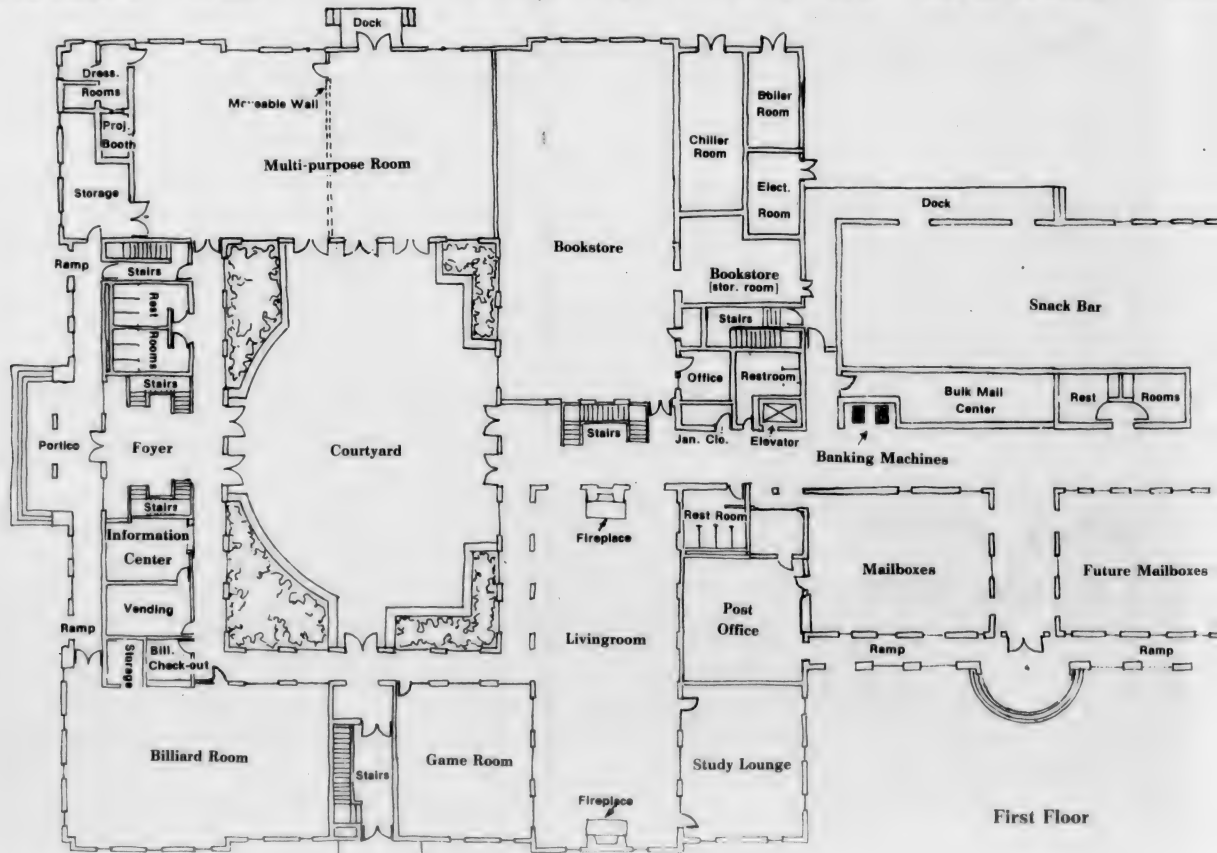 Dock
Dress.
Rooms
Moveable Wall
Proj.
Booth
Multi-purpose Room
Storage
Chiller
Room
Boiler
Room
Elect.
Room
Dock
Bookstore
Ramp
Stairs
Bookstore
[stor. room]
Snack Bar
Rest
Rooms
Stairs
Stairs
Office
Restroom
Bulk Mail
Center
Rest
Rooms
Portico
Foyer
Courtyard
Stairs
Jan. Clo.
Elevator
Banking Machines
Stairs
Information
Center
Fireplace
Rest Room
Mailboxes
Future Mailboxes
Vending
Post
Office
Ramp
Storage
Bill.
Check-out
Livingroom
Ramp
Ramp
Billiard Room
Stairs
Game Room
Study Lounge
Fireplace
First Floor